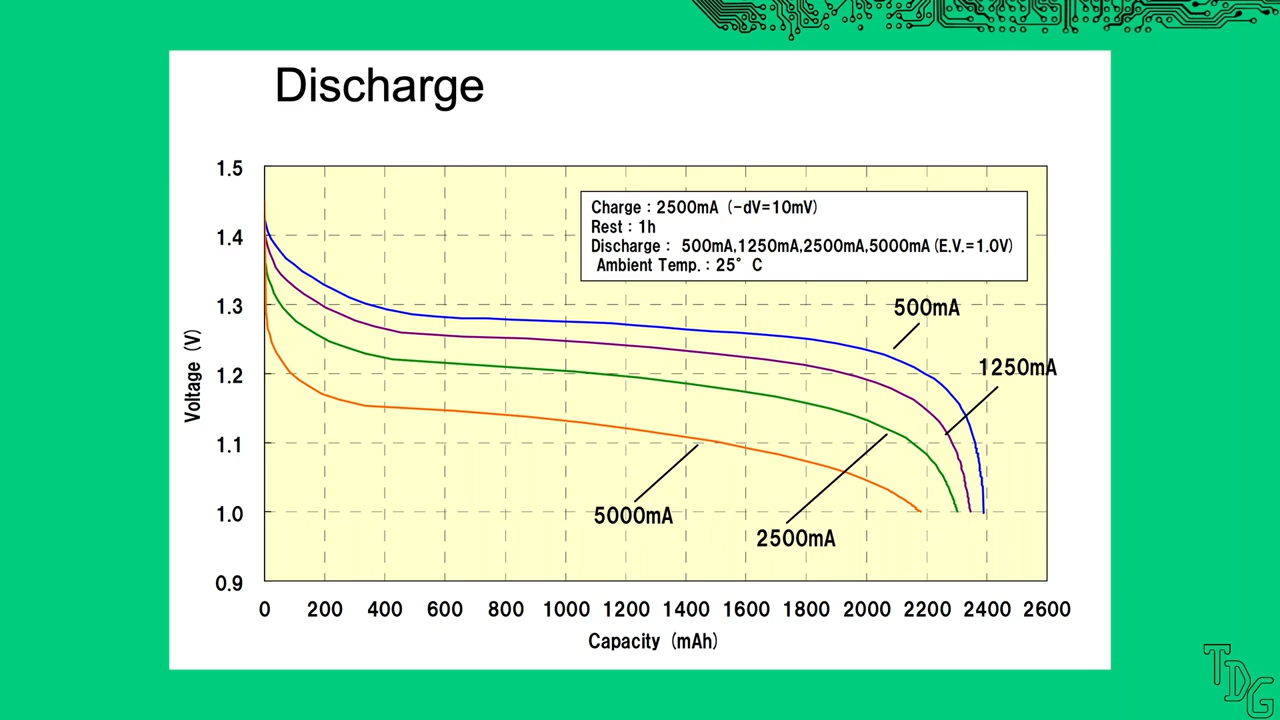 Discharge
1.5
1.4
1.3
1.2
1.1
1.0
0.9
Voltage (V)
Charge : 2500mA (-dV=10mV)
Rest : 1h
Discharge : 500mA,1250mA,2500mA,5000mA (E.V.=1.0V)
Ambient Temp. : 25° C
500mA
1250mA
5000mA
2500mA
0 200 400 600 800 1000 1200 1400 1600 1800 2000 2200 2400 2600
Capacity (mAh)
TDG